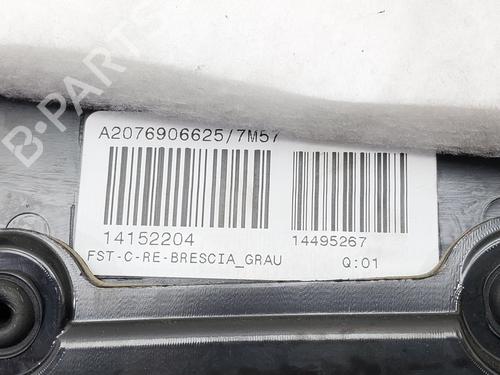 B-PARTS
A2076906625/7M57
14152204
14495267
FST-C-RE-BRESCIA_GRAU
Q:01